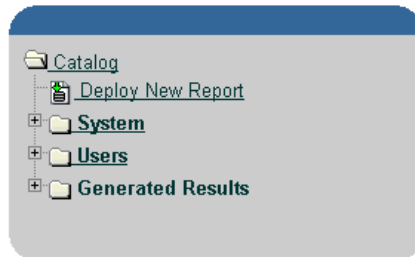 Catalog
Deploy New Report
System
Users
Generated Results